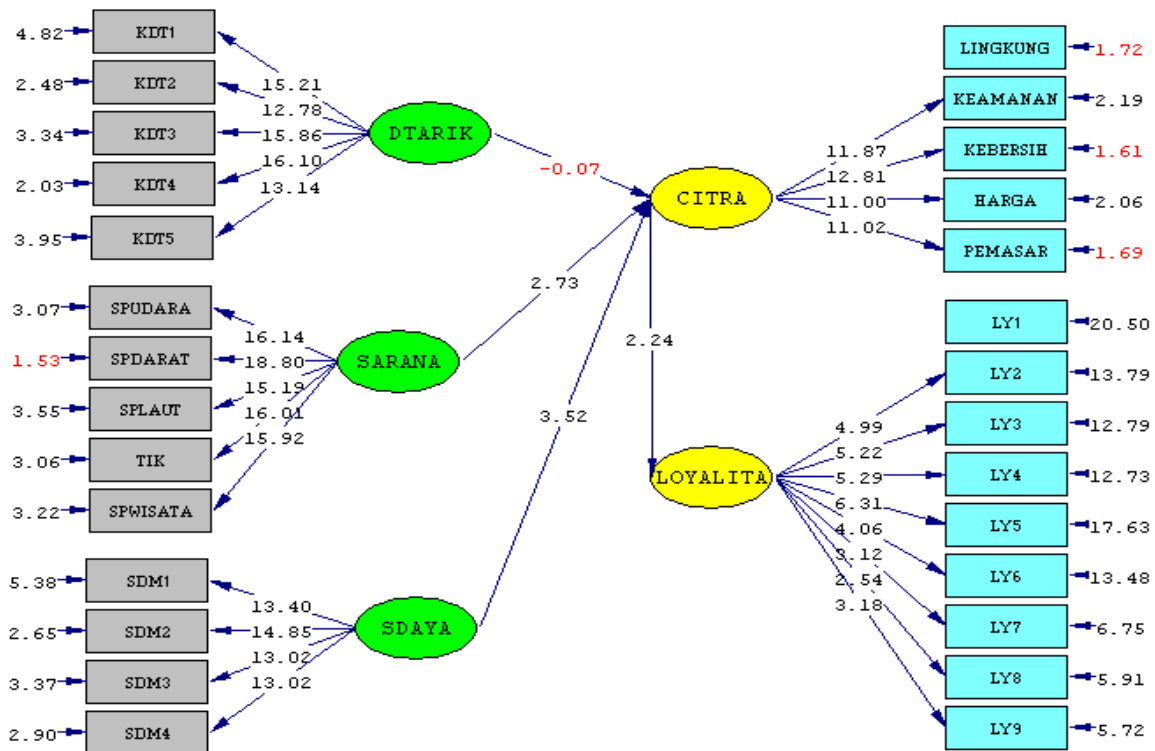 4.82 KDT1
2.48 KDT2
3.34 KDT3
2.03 KDT4
3.95 KDT5
15.21
12.78
15.86
16.10
13.14
DTARIK
-0.07
3.07 SPUDARA
1.53 SPDARAT
3.55 SPLAUT
3.06 TIK
3.22 SPWISATA
16.14
18.80
15.19
16.01
15.92
SARANA
2.73
5.38 SDM1
2.65 SDM2
3.37 SDM3
2.90 SDM4
13.40
14.85
13.02
13.02
SDAYA
3.52
CITRA
2.24
LOYALITA
11.87
12.81
11.00
11.02
LINGKUNG 1.72
KEAMANAN 2.19
KEBERSIH 1.61
HARGA 2.06
PEMASAR 1.69
4.99
5.22
5.29
6.31
4.06
3.12
2.54
3.18
LY1 20.50
LY2 13.79
LY3 12.79
LY4 12.73
LY5 17.63
LY6 13.48
LY7 6.75
LY8 5.91
LY9 5.72